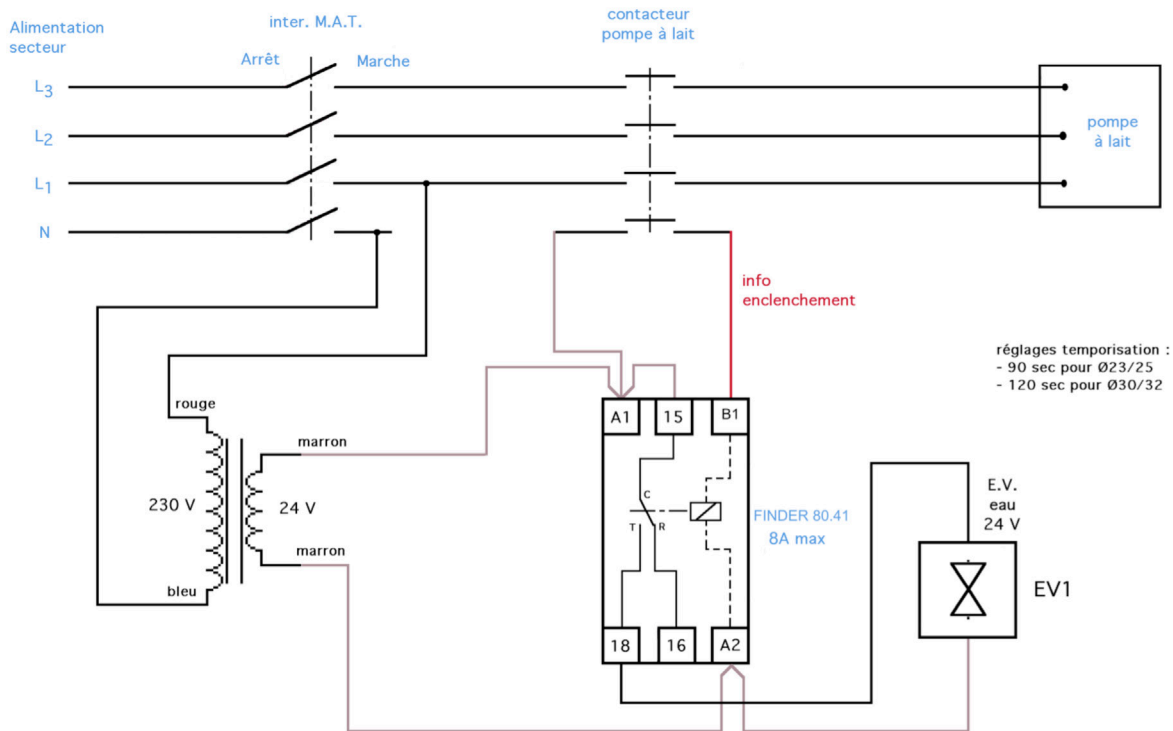 Alimentation
secteur
inter. M.A.T.
contacteur
pompe à lait
Arrêt
Marche
L3
L2
L1
N
pompe
à lait
info
enclenchement
réglages temporisation :
- 90 sec pour Ø23/25
- 120 sec pour Ø30/32
rouge
marron
230 V
24 V
marron
bleu
A1
15
B1
C
T
R
18
16
A2
FINDER 80.41
8A max
E.V.
eau
24 V
EV1